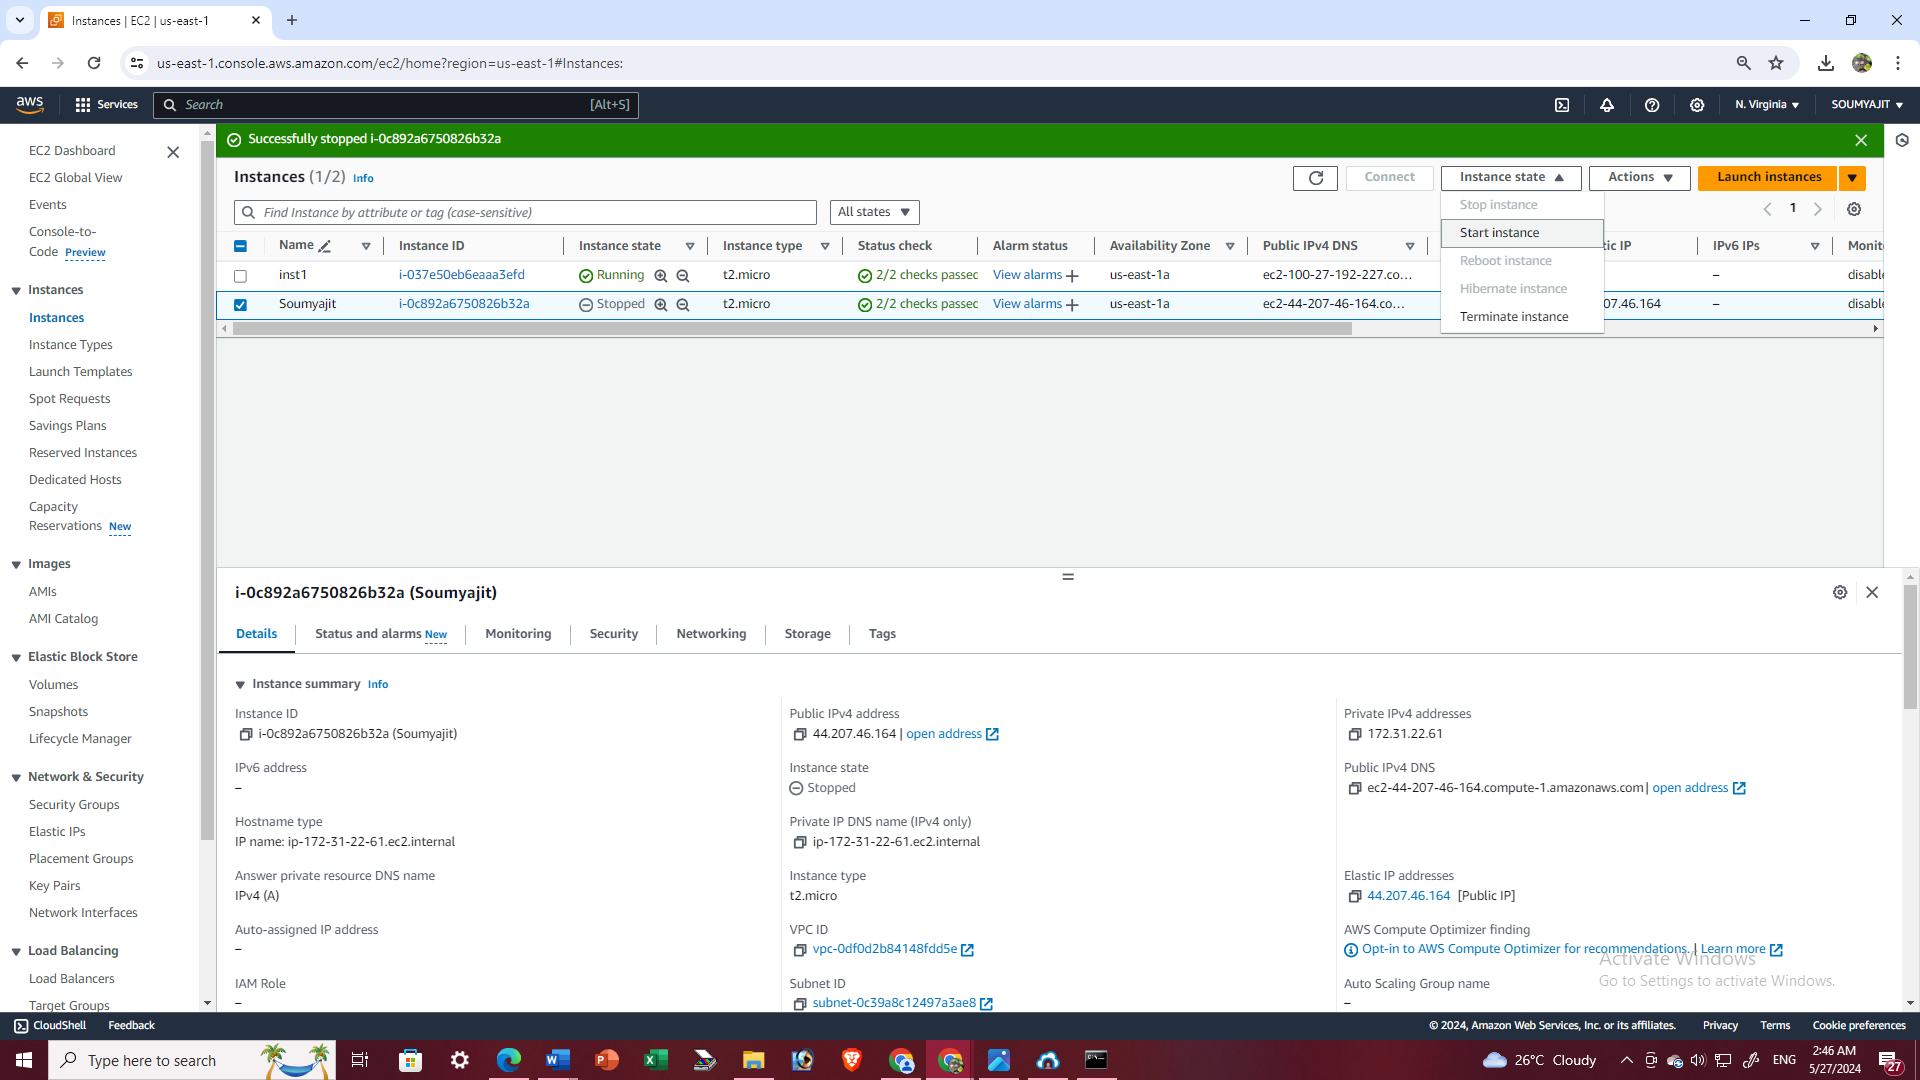 Instances | EC2 | us-east-1
us-east-1.console.aws.amazon.com/ec2/home?region=us-east-1#Instances:
aws
Services
Search
[Alt+S]
N. Virginia
SOUMYAJIT
EC2 Dashboard
EC2 Global View
Events
Console-to-
Code Preview
Instances
Instances
Instance Types
Launch Templates
Spot Requests
Savings Plans
Reserved Instances
Dedicated Hosts
Capacity
Reservations New
Images
AMIs
AMI Catalog
Elastic Block Store
Volumes
Snapshots
Lifecycle Manager
Network & Security
Security Groups
Elastic IPs
Placement Groups
Key Pairs
Network Interfaces
Load Balancing
Load Balancers
Target Groups
Successfully stopped i-0c892a6750826b32a
Instances (1/2) Info
Connect
Instance state
Actions
Launch instances
Find Instance by attribute or tag (case-sensitive)
All states
1
Stop instance
Start instance
Reboot instance
Hibernate instance
Terminate instance
Name Instance ID Instance state Instance type Status check Alarm status Availability Zone Public IPv4 DNS tic IP IPv6 IPs Monit
inst1 i-037e50eb6eaaa3efd Running t2.micro 2/2 checks passec View alarms us-east-1a ec2-100-27-192-227.co... – disable
Soumyajit i-0c892a6750826b32a Stopped t2.micro 2/2 checks passec View alarms us-east-1a ec2-44-207-46-164.co... 07.46.164 – disable
i-0c892a6750826b32a (Soumyajit)
Details
Status and alarms New
Monitoring
Security
Networking
Storage
Tags
Instance summary Info
Instance ID
i-0c892a6750826b32a (Soumyajit)
Public IPv4 address
44.207.46.164 | open address
Private IPv4 addresses
172.31.22.61
IPv6 address
–
Instance state
Stopped
Public IPv4 DNS
ec2-44-207-46-164.compute-1.amazonaws.com | open address
Hostname type
IP name: ip-172-31-22-61.ec2.internal
Private IP DNS name (IPv4 only)
ip-172-31-22-61.ec2.internal
Answer private resource DNS name
IPv4 (A)
Instance type
t2.micro
Elastic IP addresses
44.207.46.164 [Public IP]
Auto-assigned IP address
–
VPC ID
vpc-0df0d2b84148fdd5e
AWS Compute Optimizer finding
Opt-in to AWS Compute Optimizer for recommendations. | Learn more
IAM Role
–
Subnet ID
subnet-0c39a8c12497a3ae8
Auto Scaling Group name
–
Activate Windows
Go to Settings to activate Windows.
CloudShell
Feedback
© 2024, Amazon Web Services, Inc. or its affiliates.
Privacy
Terms
Cookie preferences
Type here to search
26°C Cloudy
ENG
2:46 AM
5/27/2024
27